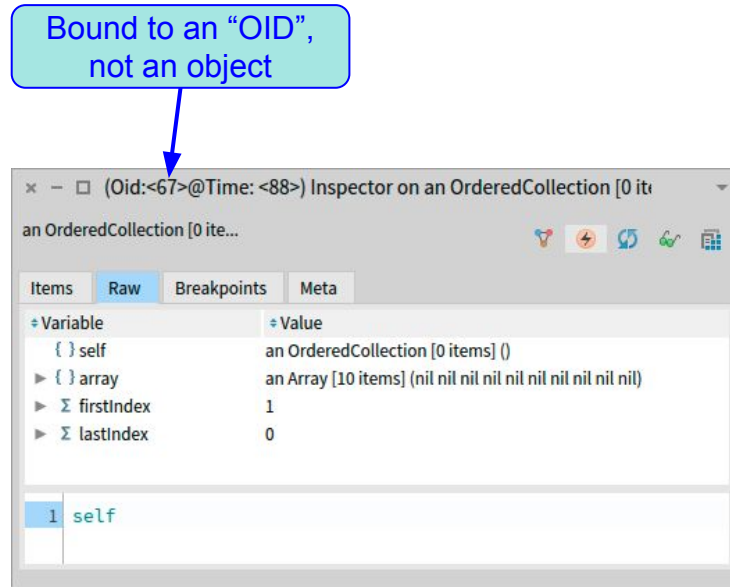 Bound to an “OID”,
not an object
(Oid:<67>@Time: <88>) Inspector on an OrderedCollection [0 ite
an OrderedCollection [0 ite...
Items Raw Breakpoints Meta
Variable Value
{ } self an OrderedCollection [0 items] ()
{ } array an Array [10 items] (nil nil nil nil nil nil nil nil nil nil)
Σ firstIndex 1
Σ lastIndex 0
1 self